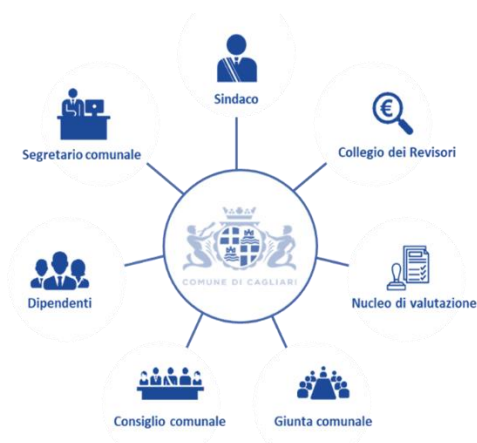 Sindaco
Segretario comunale
Collegio dei Revisori
COMUNE DI CAGLIARI
Dipendenti
Nucleo di valutazione
Consiglio comunale
Giunta comunale